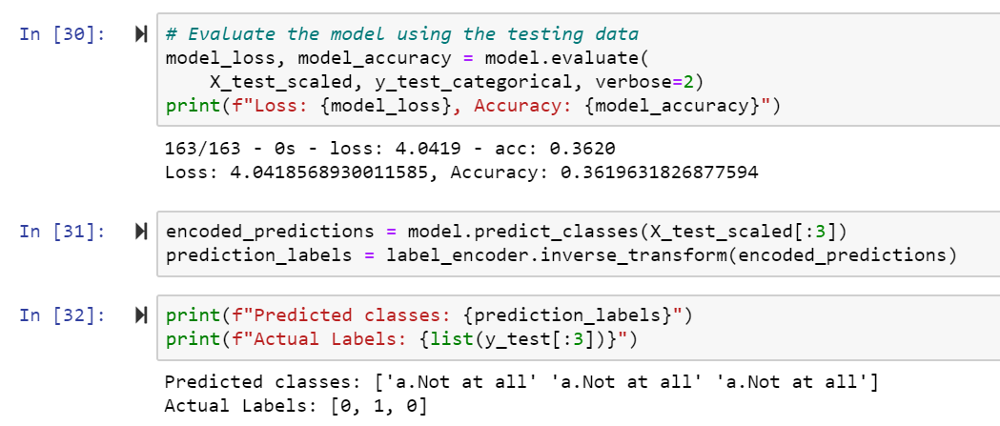 In [30]: # Evaluate the model using the testing data
model_loss, model_accuracy = model.evaluate(
    X_test_scaled, y_test_categorical, verbose=2)
print(f"Loss: {model_loss}, Accuracy: {model_accuracy}")
163/163 - 0s - loss: 4.0419 - acc: 0.3620
Loss: 4.0418568930011585, Accuracy: 0.3619631826877594
In [31]: encoded_predictions = model.predict_classes(X_test_scaled[:3])
prediction_labels = label_encoder.inverse_transform(encoded_predictions)
In [32]: print(f"Predicted classes: {prediction_labels}")
print(f"Actual Labels: {list(y_test[:3])}")
Predicted classes: ['a.Not at all' 'a.Not at all' 'a.Not at all']
Actual Labels: [0, 1, 0]